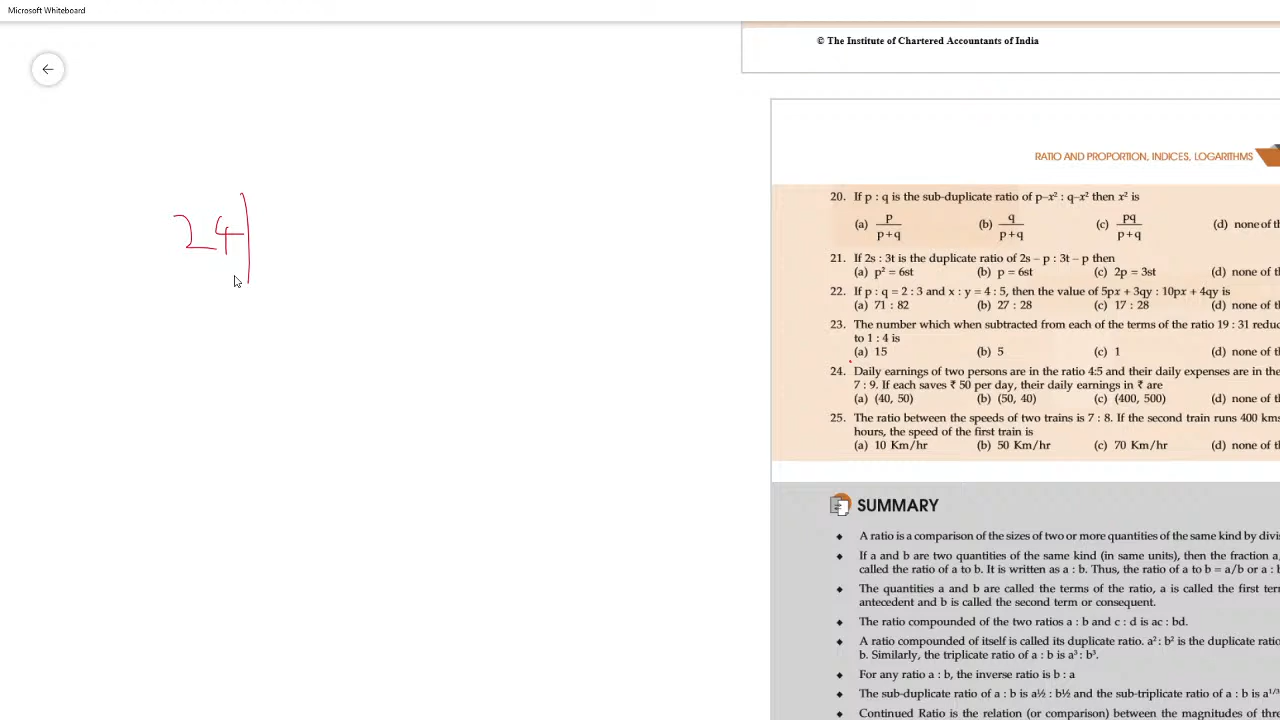 Microsoft Whiteboard
© The Institute of Chartered Accountants of India
24
RATIO AND PROPORTION, INDICES, LOGARITHMS
20. If p : q is the sub-duplicate ratio of p–x² : q–x² then x² is
(a) p/p+q (b) q/p+q (c) pq/p+q (d) none of
21. If 2s : 3t is the duplicate ratio of 2s – p : 3t – p then
(a) p² = 6st (b) p = 6st (c) 2p = 3st (d) none of
22. If p : q = 2 : 3 and x : y = 4 : 5, then the value of 5px + 3qy : 10px + 4qy is
(a) 71 : 82 (b) 27 : 28 (c) 17 : 28 (d) none of
23. The number which when subtracted from each of the terms of the ratio 19 : 31
to 1 : 4 is
(a) 15 (b) 5 (c) 1 (d) none of
24. Daily earnings of two persons are in the ratio 4:5 and their daily expenses are in the
7 : 9. If each saves ₹ 50 per day, their daily earnings in ₹ are
(a) (40, 50) (b) (50, 40) (c) (400, 500) (d) none of
25. The ratio between the speeds of two trains is 7 : 8. If the second train runs 400
hours, the speed of the first train is
(a) 10 Km/hr (b) 50 Km/hr (c) 70 Km/hr (d) none of
SUMMARY
♦ A ratio is a comparison of the sizes of two or more quantities of the same kind by
♦ If a and b are two quantities of the same kind (in same units), then the fraction
called the ratio of a to b. It is written as a : b. Thus, the ratio of a to b = a/b or a :
♦ The quantities a and b are called the terms of the ratio, a is called the first
antecedent and b is called the second term or consequent.
♦ The ratio compounded of the two ratios a : b and c : d is ac : bd.
♦ A ratio compounded of itself is called its duplicate ratio. a² : b² is the duplicate
b. Similarly, the triplicate ratio of a : b is a³ : b³.
♦ For any ratio a : b, the inverse ratio is b : a
♦ The sub-duplicate ratio of a : b is a½ : b½ and the sub-triplicate ratio of a : b is a1/3
♦ Continued Ratio is the relation (or comparison) between the magnitudes of